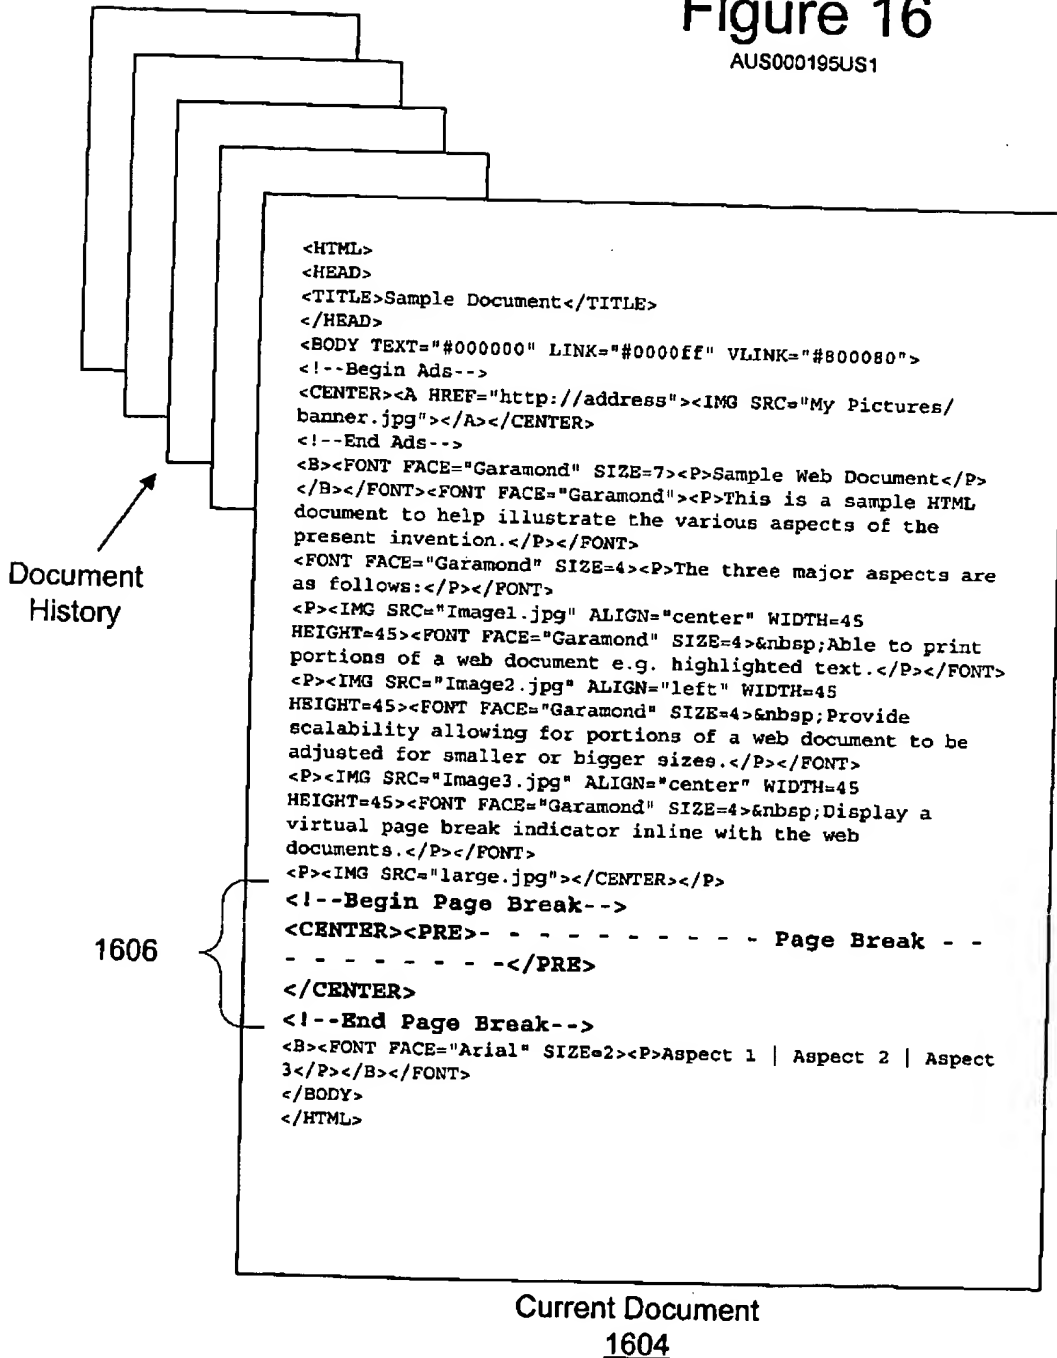 Figure 16
AUS000195US1
<HTML>
<HEAD>
<TITLE>Sample Document</TITLE>
</HEAD>
<BODY TEXT="#000000" LINK="#0000ff" VLINK="#800080">
<!--Begin Ads-->
<CENTER><A HREF="http://address"><IMG SRC="My Pictures/
banner.jpg"></A></CENTER>
<!--End Ads-->
<B><FONT FACE="Garamond" SIZE=7><P>Sample Web Document</P>
</B></FONT><FONT FACE="Garamond"><P>This is a sample HTML
document to help illustrate the various aspects of the
present invention.</P></FONT>
<FONT FACE="Garamond" SIZE=4><P>The three major aspects are
as follows:</P></FONT>
<P><IMG SRC="Image1.jpg" ALIGN="center" WIDTH=45
HEIGHT=45><FONT FACE="Garamond" SIZE=4>&nbsp;Able to print
portions of a web document e.g. highlighted text.</P></FONT>
<P><IMG SRC="Image2.jpg" ALIGN="left" WIDTH=45
HEIGHT=45><FONT FACE="Garamond" SIZE=4>&nbsp;Provide
scalability allowing for portions of a web document to be
adjusted for smaller or bigger sizes.</P></FONT>
<P><IMG SRC="Image3.jpg" ALIGN="center" WIDTH=45
HEIGHT=45><FONT FACE="Garamond" SIZE=4>&nbsp;Display a
virtual page break indicator inline with the web
documents.</P></FONT>
<P><IMG SRC="large.jpg"></CENTER></P>
<!--Begin Page Break-->
<CENTER><PRE>- - - - - - - - - - - Page Break - -
- - - - - - - -</PRE>
</CENTER>
<!--End Page Break-->
<B><FONT FACE="Arial" SIZE=2><P>Aspect 1 | Aspect 2 | Aspect
3</P></B></FONT>
</BODY>
</HTML>
Document
History
1606
Current Document
1604